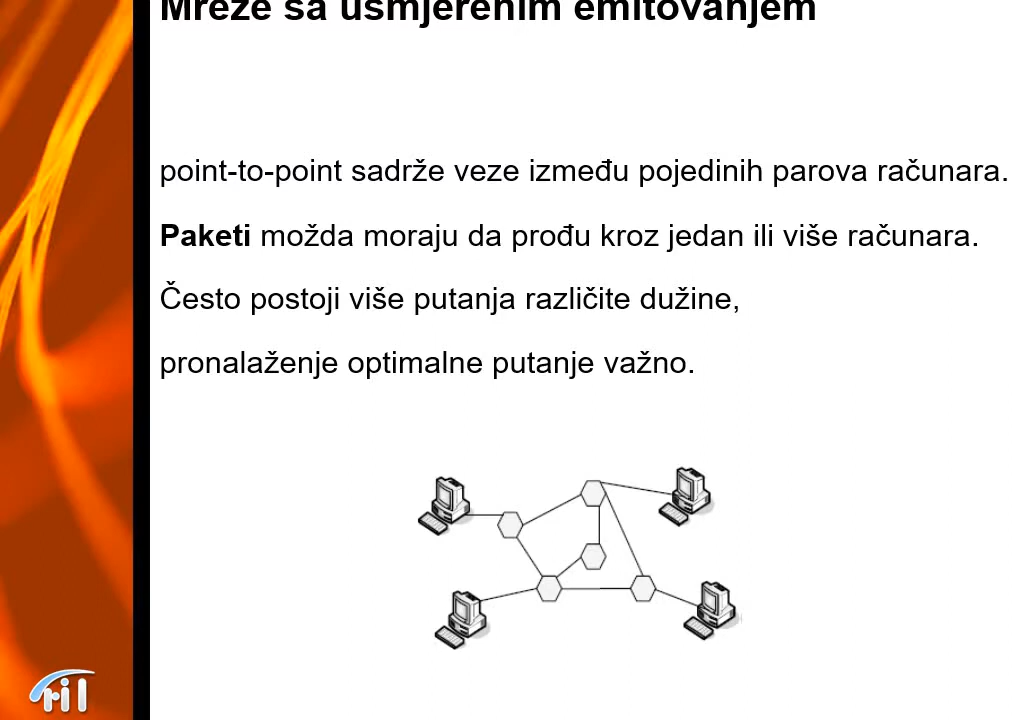 Mreže sa usmjerenim emitovanjem
point-to-point sadrže veze između pojedinih parova računara.
Paketi možda moraju da prođu kroz jedan ili više računara.
Često postoji više putanja različite dužine,
pronalaženje optimalne putanje važno.
ril